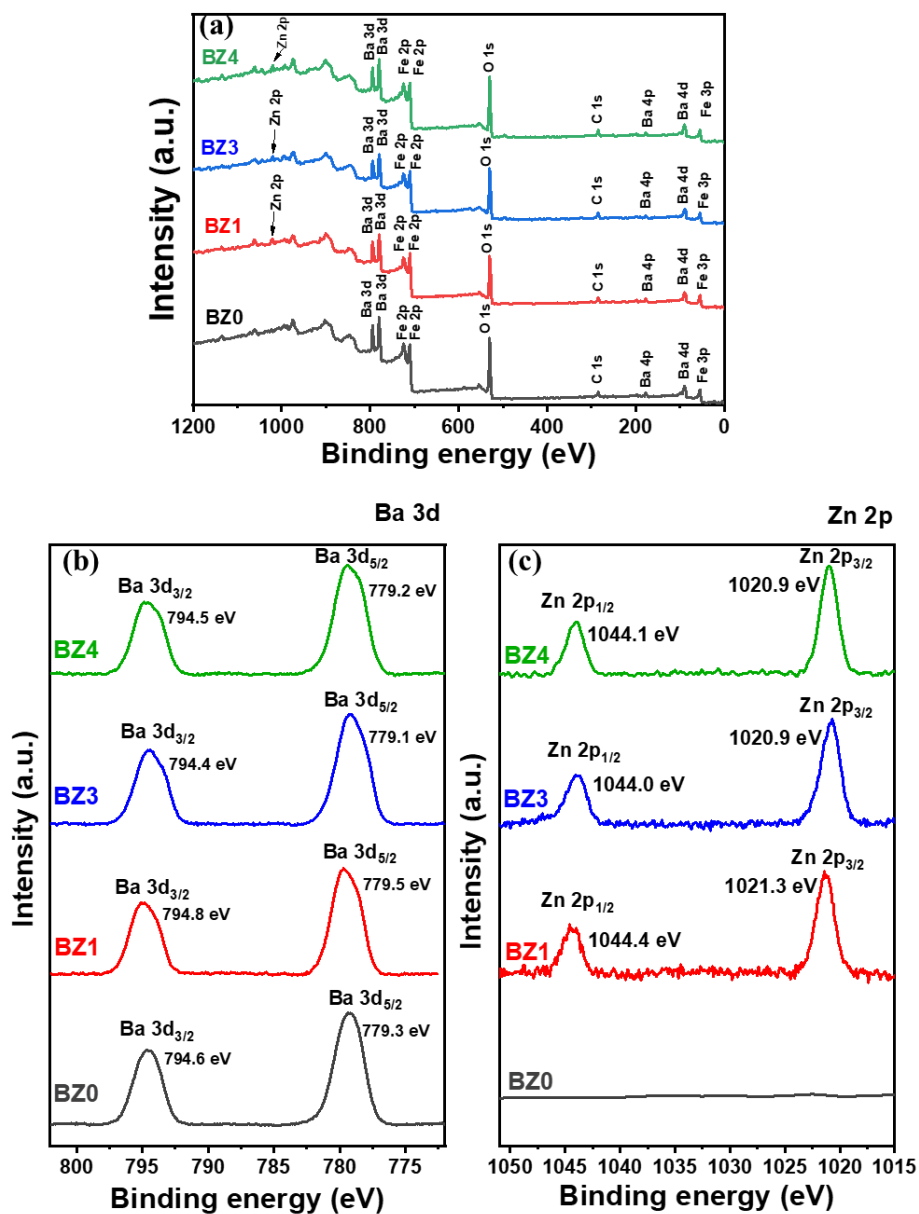 (a)
BZ4
Zn 2p
Ba 3d
Ba 3d
Fe 2p
Fe 2p
O 1s
C 1s
Ba 4p
Ba 4d
Fe 3p
BZ3
Zn 2p
Ba 3d
Ba 3d
Fe 2p
Fe 2p
O 1s
C 1s
Ba 4p
Ba 4d
Fe 3p
BZ1
Zn 2p
Ba 3d
Ba 3d
Fe 2p
Fe 2p
O 1s
C 1s
Ba 4p
Ba 4d
Fe 3p
BZ0
Ba 3d
Ba 3d
Fe 2p
Fe 2p
O 1s
C 1s
Ba 4p
Ba 4d
Fe 3p
Intensity (a.u.)
1200 1000 800 600 400 200 0
Binding energy (eV)
Ba 3d
(b)
Ba 3d5/2
779.2 eV
Ba 3d3/2
794.5 eV
BZ4
Ba 3d5/2
779.1 eV
Ba 3d3/2
794.4 eV
BZ3
Ba 3d5/2
779.5 eV
Ba 3d3/2
794.8 eV
BZ1
Ba 3d5/2
779.3 eV
Ba 3d3/2
794.6 eV
BZ0
Intensity (a.u.)
800 795 790 785 780 775
Binding energy (eV)
Zn 2p
(c)
Zn 2p3/2
1020.9 eV
Zn 2p1/2
1044.1 eV
BZ4
Zn 2p3/2
1020.9 eV
Zn 2p1/2
1044.0 eV
BZ3
Zn 2p3/2
1021.3 eV
Zn 2p1/2
1044.4 eV
BZ1
BZ0
Intensity (a.u.)
1050 1045 1040 1035 1030 1025 1020 1015
Binding energy (eV)